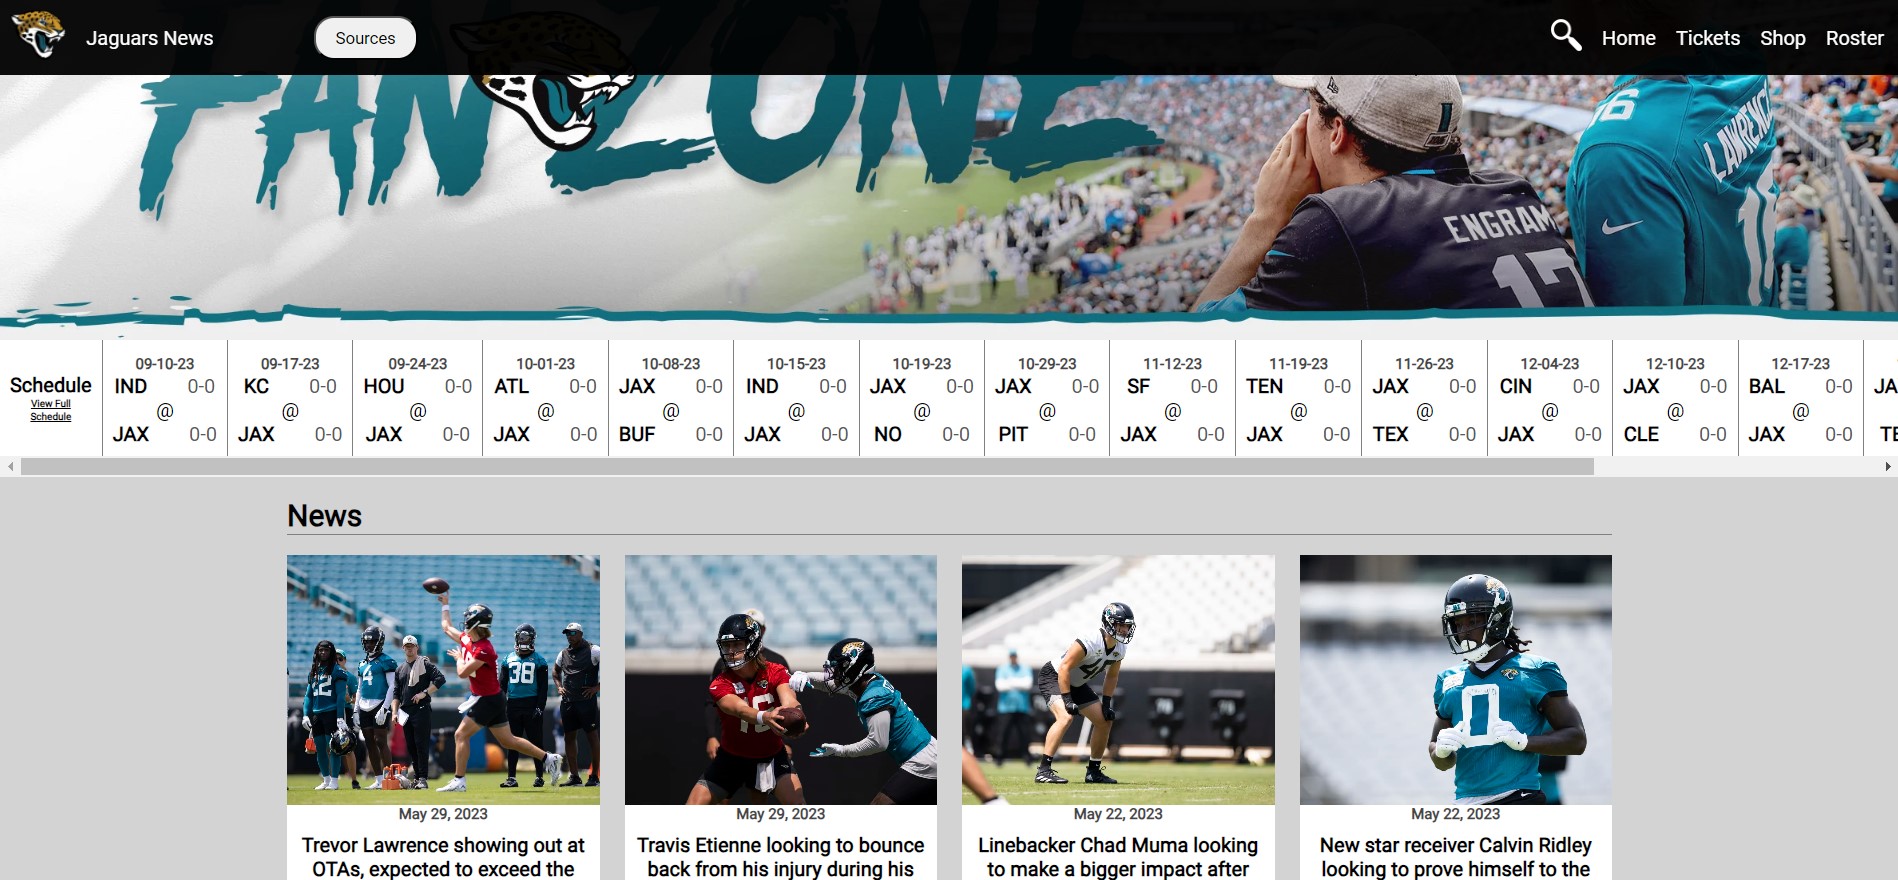 Jaguars News
Sources
Home Tickets Shop Roster
FAN ZONE
ENGRAM
17
16
LAWRENCE
16
Schedule
View Full
Schedule
09-10-23
IND 0-0
@
JAX 0-0
09-17-23
KC 0-0
@
JAX 0-0
09-24-23
HOU 0-0
@
JAX 0-0
10-01-23
ATL 0-0
@
JAX 0-0
10-08-23
JAX 0-0
@
BUF 0-0
10-15-23
IND 0-0
@
JAX 0-0
10-19-23
JAX 0-0
@
NO 0-0
10-29-23
JAX 0-0
@
PIT 0-0
11-12-23
SF 0-0
@
JAX 0-0
11-19-23
TEN 0-0
@
JAX 0-0
11-26-23
JAX 0-0
@
TEX 0-0
12-04-23
CIN 0-0
@
JAX 0-0
12-10-23
JAX 0-0
@
CLE 0-0
12-17-23
BAL 0-0
@
JAX 0-0
JA
TE
News
4
38
16
0
May 29, 2023
Trevor Lawrence showing out at
OTAs, expected to exceed the
May 29, 2023
Travis Etienne looking to bounce
back from his injury during his
May 22, 2023
Linebacker Chad Muma looking
to make a bigger impact after
May 22, 2023
New star receiver Calvin Ridley
looking to prove himself to the